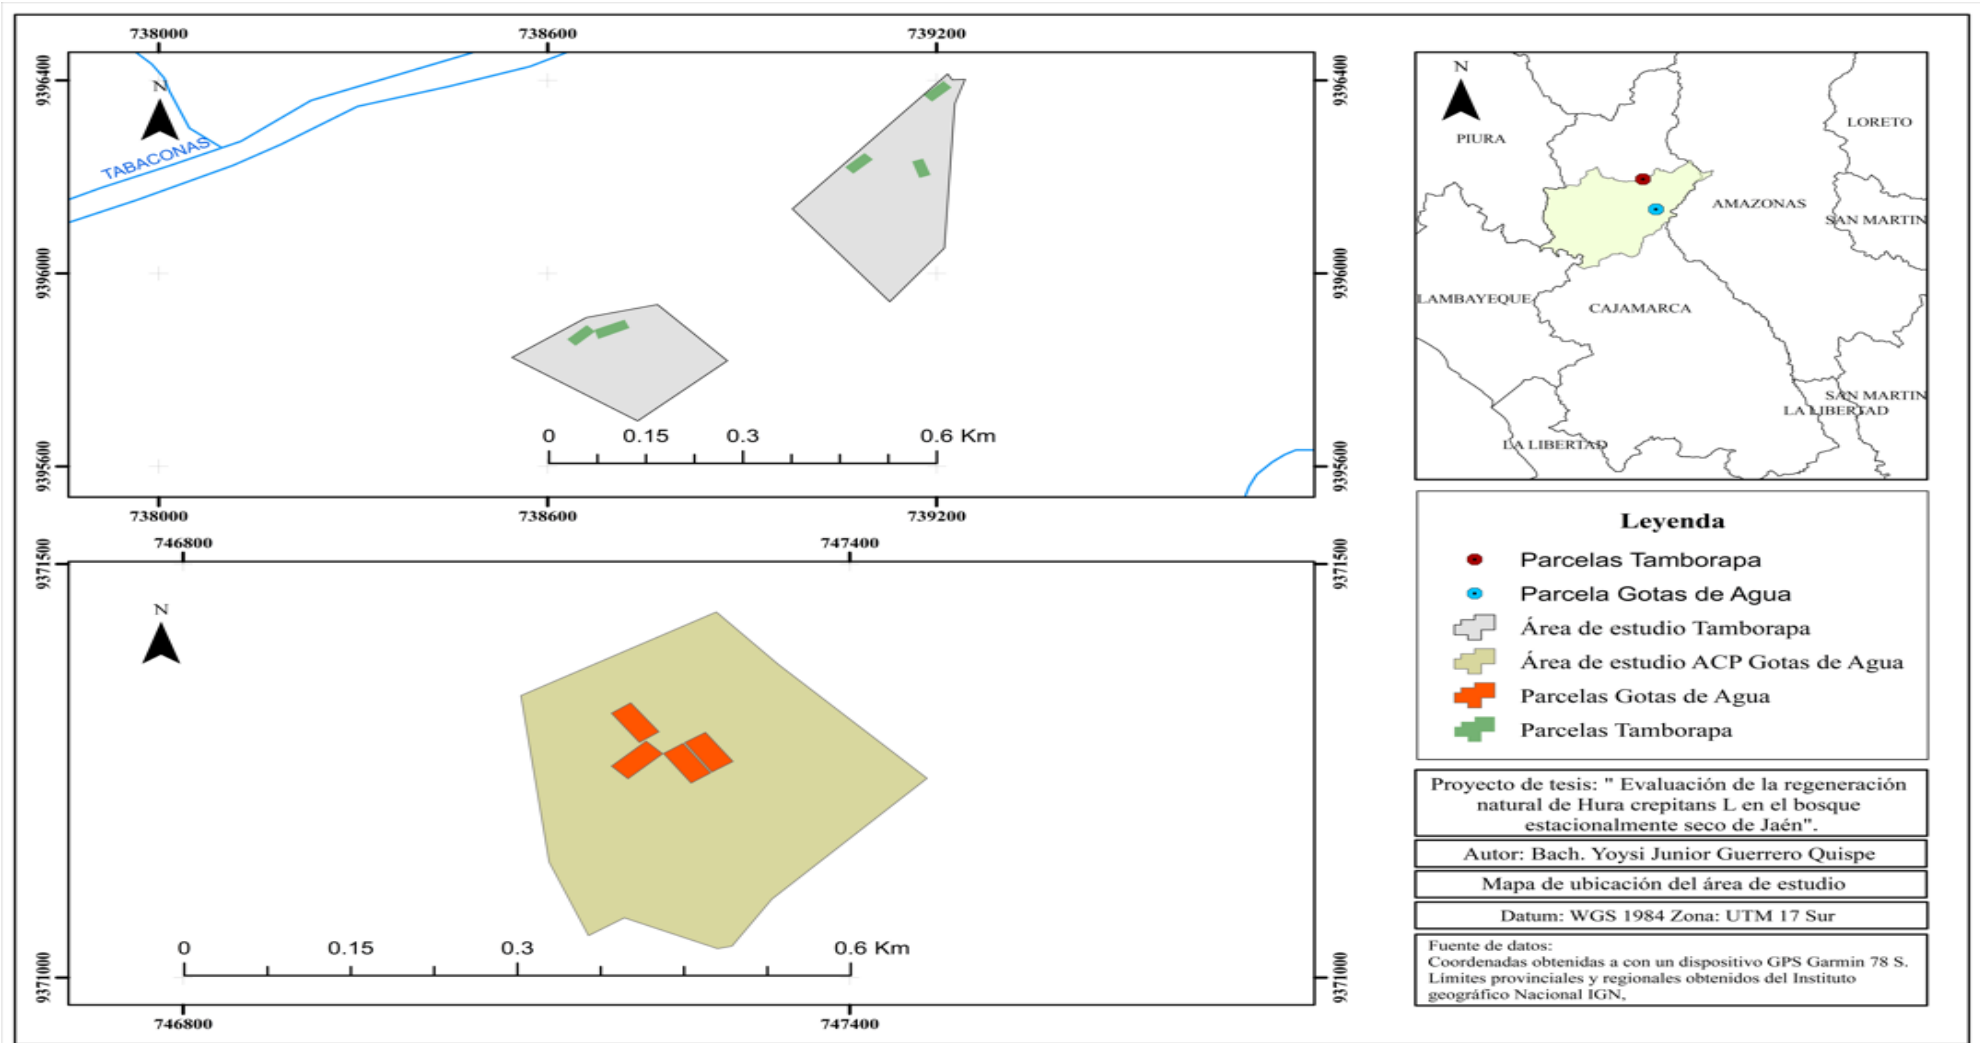 738000
738600
739200
9396400
9396400
N
TABACONAS
9396000
9396000
0
0.15
0.3
0.6 Km
9395600
9395600
738000
738600
739200
746800
747400
9371500
9371500
N
0
0.15
0.3
0.6 Km
9371000
9371000
746800
747400
N
PIURA
LORETO
AMAZONAS
SAN MARTIN
LAMBAYEQUE
CAJAMARCA
SAN MARTIN
LA LIBERTAD
LA LIBERTAD
Leyenda
Parcelas Tamborapa
Parcela Gotas de Agua
Área de estudio Tamborapa
Área de estudio ACP Gotas de Agua
Parcelas Gotas de Agua
Parcelas Tamborapa
Proyecto de tesis: " Evaluación de la regeneración
natural de Hura crepitans L en el bosque
estacionalmente seco de Jaén".
Autor: Bach. Yoysi Junior Guerrero Quispe
Mapa de ubicación del área de estudio
Datum: WGS 1984 Zona: UTM 17 Sur
Fuente de datos:
Coordenadas obtenidas a con un dispositivo GPS Garmin 78 S.
Límites provinciales y regionales obtenidos del Instituto
geográfico Nacional IGN,